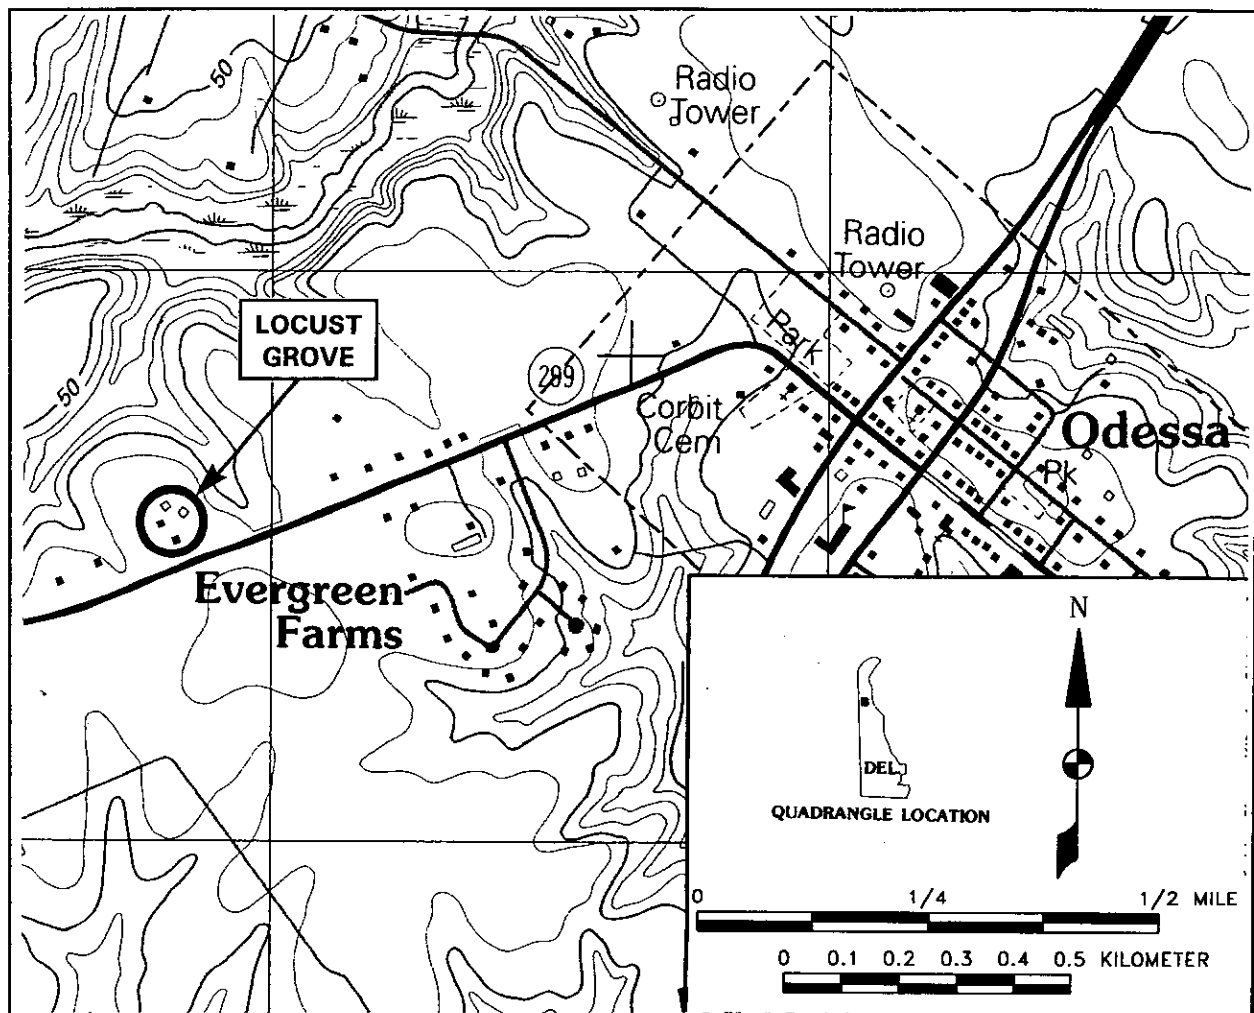 50
Radio
Tower
Radio
Tower
LOCUST
GROVE
Park
50
299
Corbit
Cem
Odessa
Pk
Evergreen
Farms
N
DEL.
QUADRANGLE LOCATION
0 1/4 1/2 MILE
0 0.1 0.2 0.3 0.4 0.5 KILOMETER